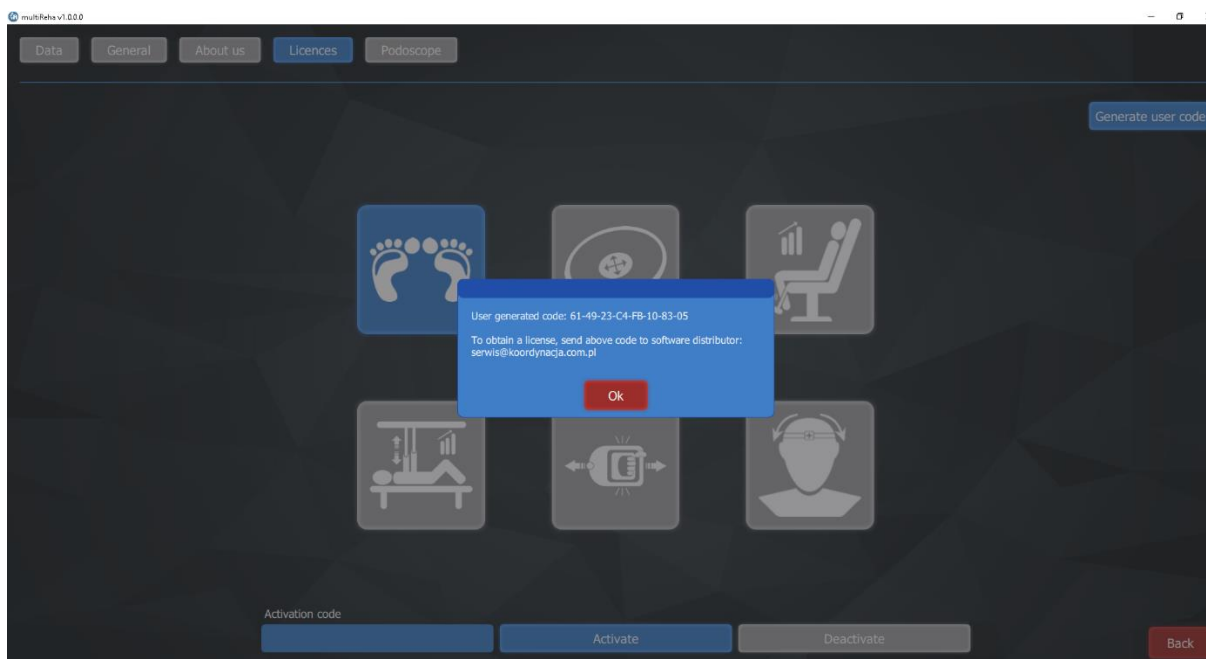 multiReha v1.0.0.0
Data General About us Licences Podoscope
Generate user code
User generated code: 61-49-23-C4-FB-10-83-05
To obtain a license, send above code to software distributor:
serwis@koordynacja.com.pl
Ok
Activation code
Activate Deactivate
Back